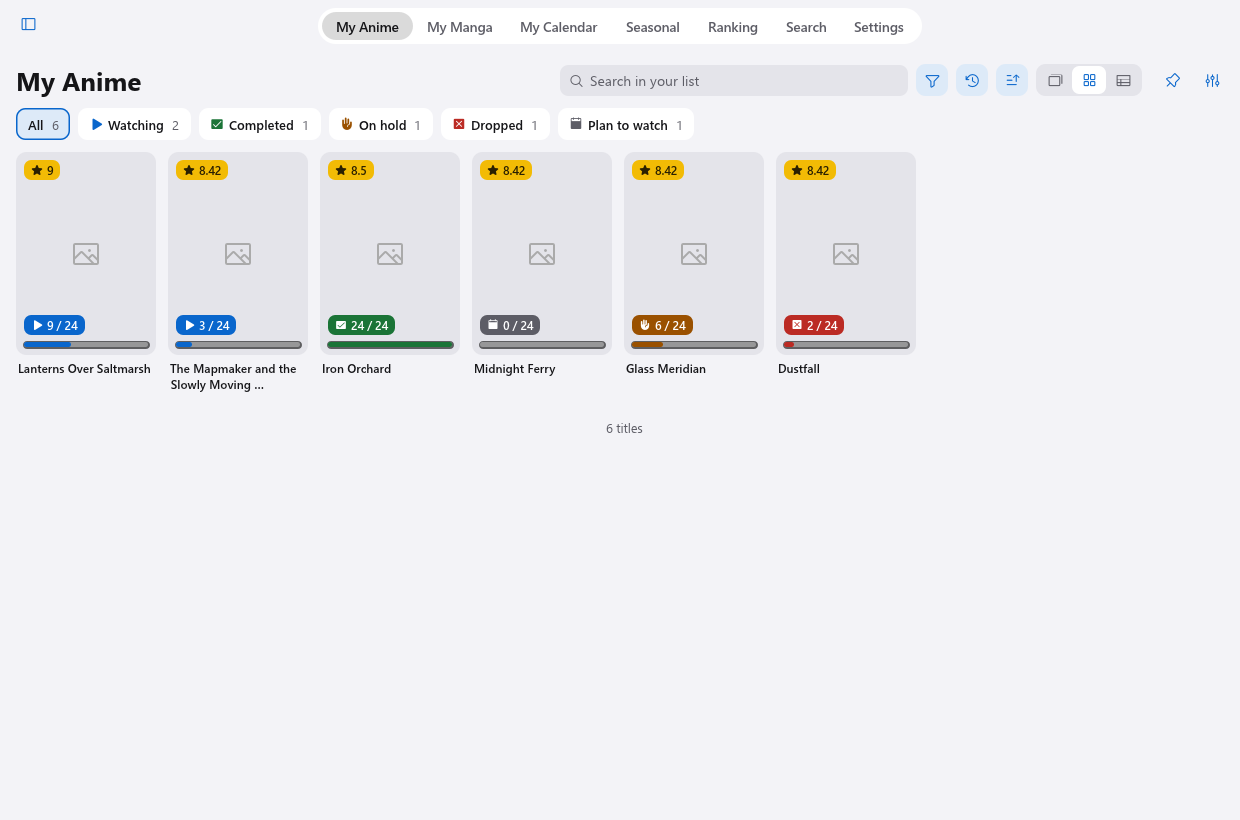 My Anime
My Manga
My Calendar
Seasonal
Ranking
Search
Settings
My Anime
Search in your list
All 6
Watching 2
Completed 1
On hold 1
Dropped 1
Plan to watch 1
9
8.42
8.5
8.42
8.42
8.42
9 / 24
3 / 24
24 / 24
0 / 24
6 / 24
2 / 24
Lanterns Over Saltmarsh
The Mapmaker and the
Slowly Moving ...
Iron Orchard
Midnight Ferry
Glass Meridian
Dustfall
6 titles